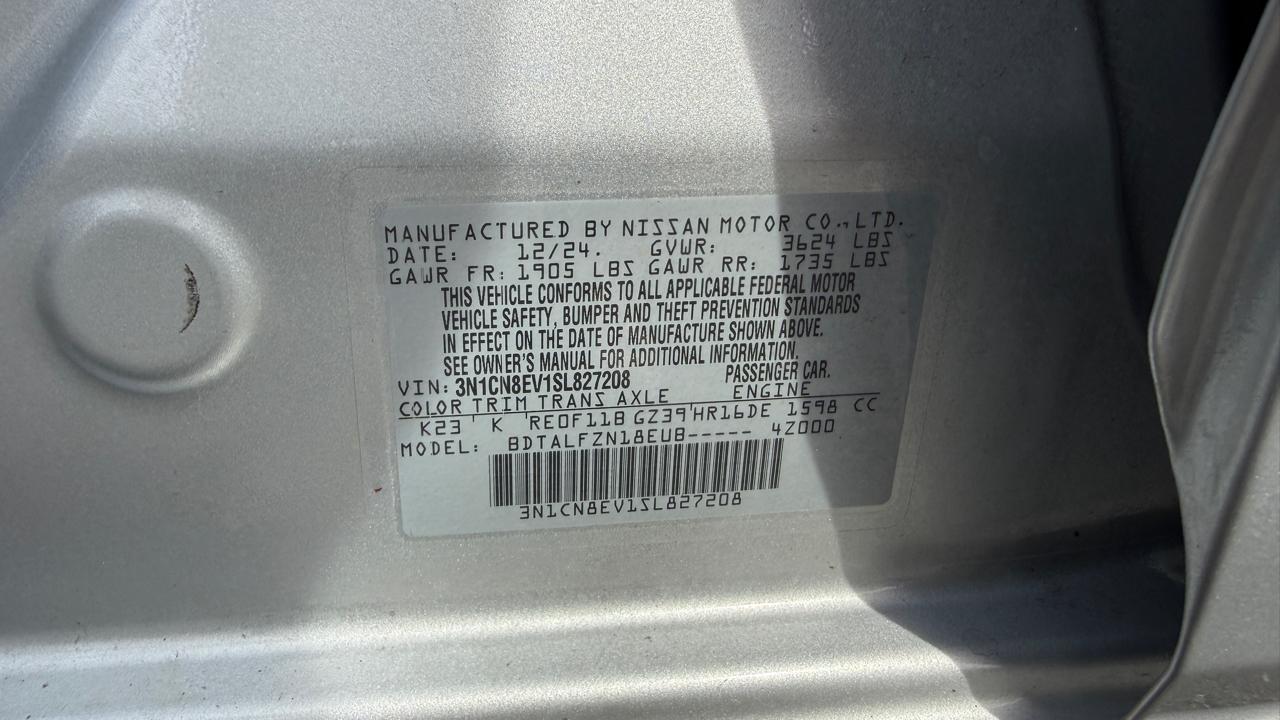 MANUFACTURED BY NISSAN MOTOR CO.,LTD.
DATE: 12/24. GVWR: 3624 LBS
GAWR FR: 1905 LBS GAWR RR: 1735 LBS
THIS VEHICLE CONFORMS TO ALL APPLICABLE FEDERAL MOTOR
VEHICLE SAFETY, BUMPER AND THEFT PREVENTION STANDARDS
IN EFFECT ON THE DATE OF MANUFACTURE SHOWN ABOVE.
SEE OWNER'S MANUAL FOR ADDITIONAL INFORMATION.
VIN: 3N1CN8EV1SL827208 PASSENGER CAR.
COLOR TRIM TRANS AXLE ENGINE
K23 K RE0F11B GZ39 HR16DE 1598 CC
MODEL: BDTALFZN18EUB----- 4Z000
3N1CN8EV1SL827208